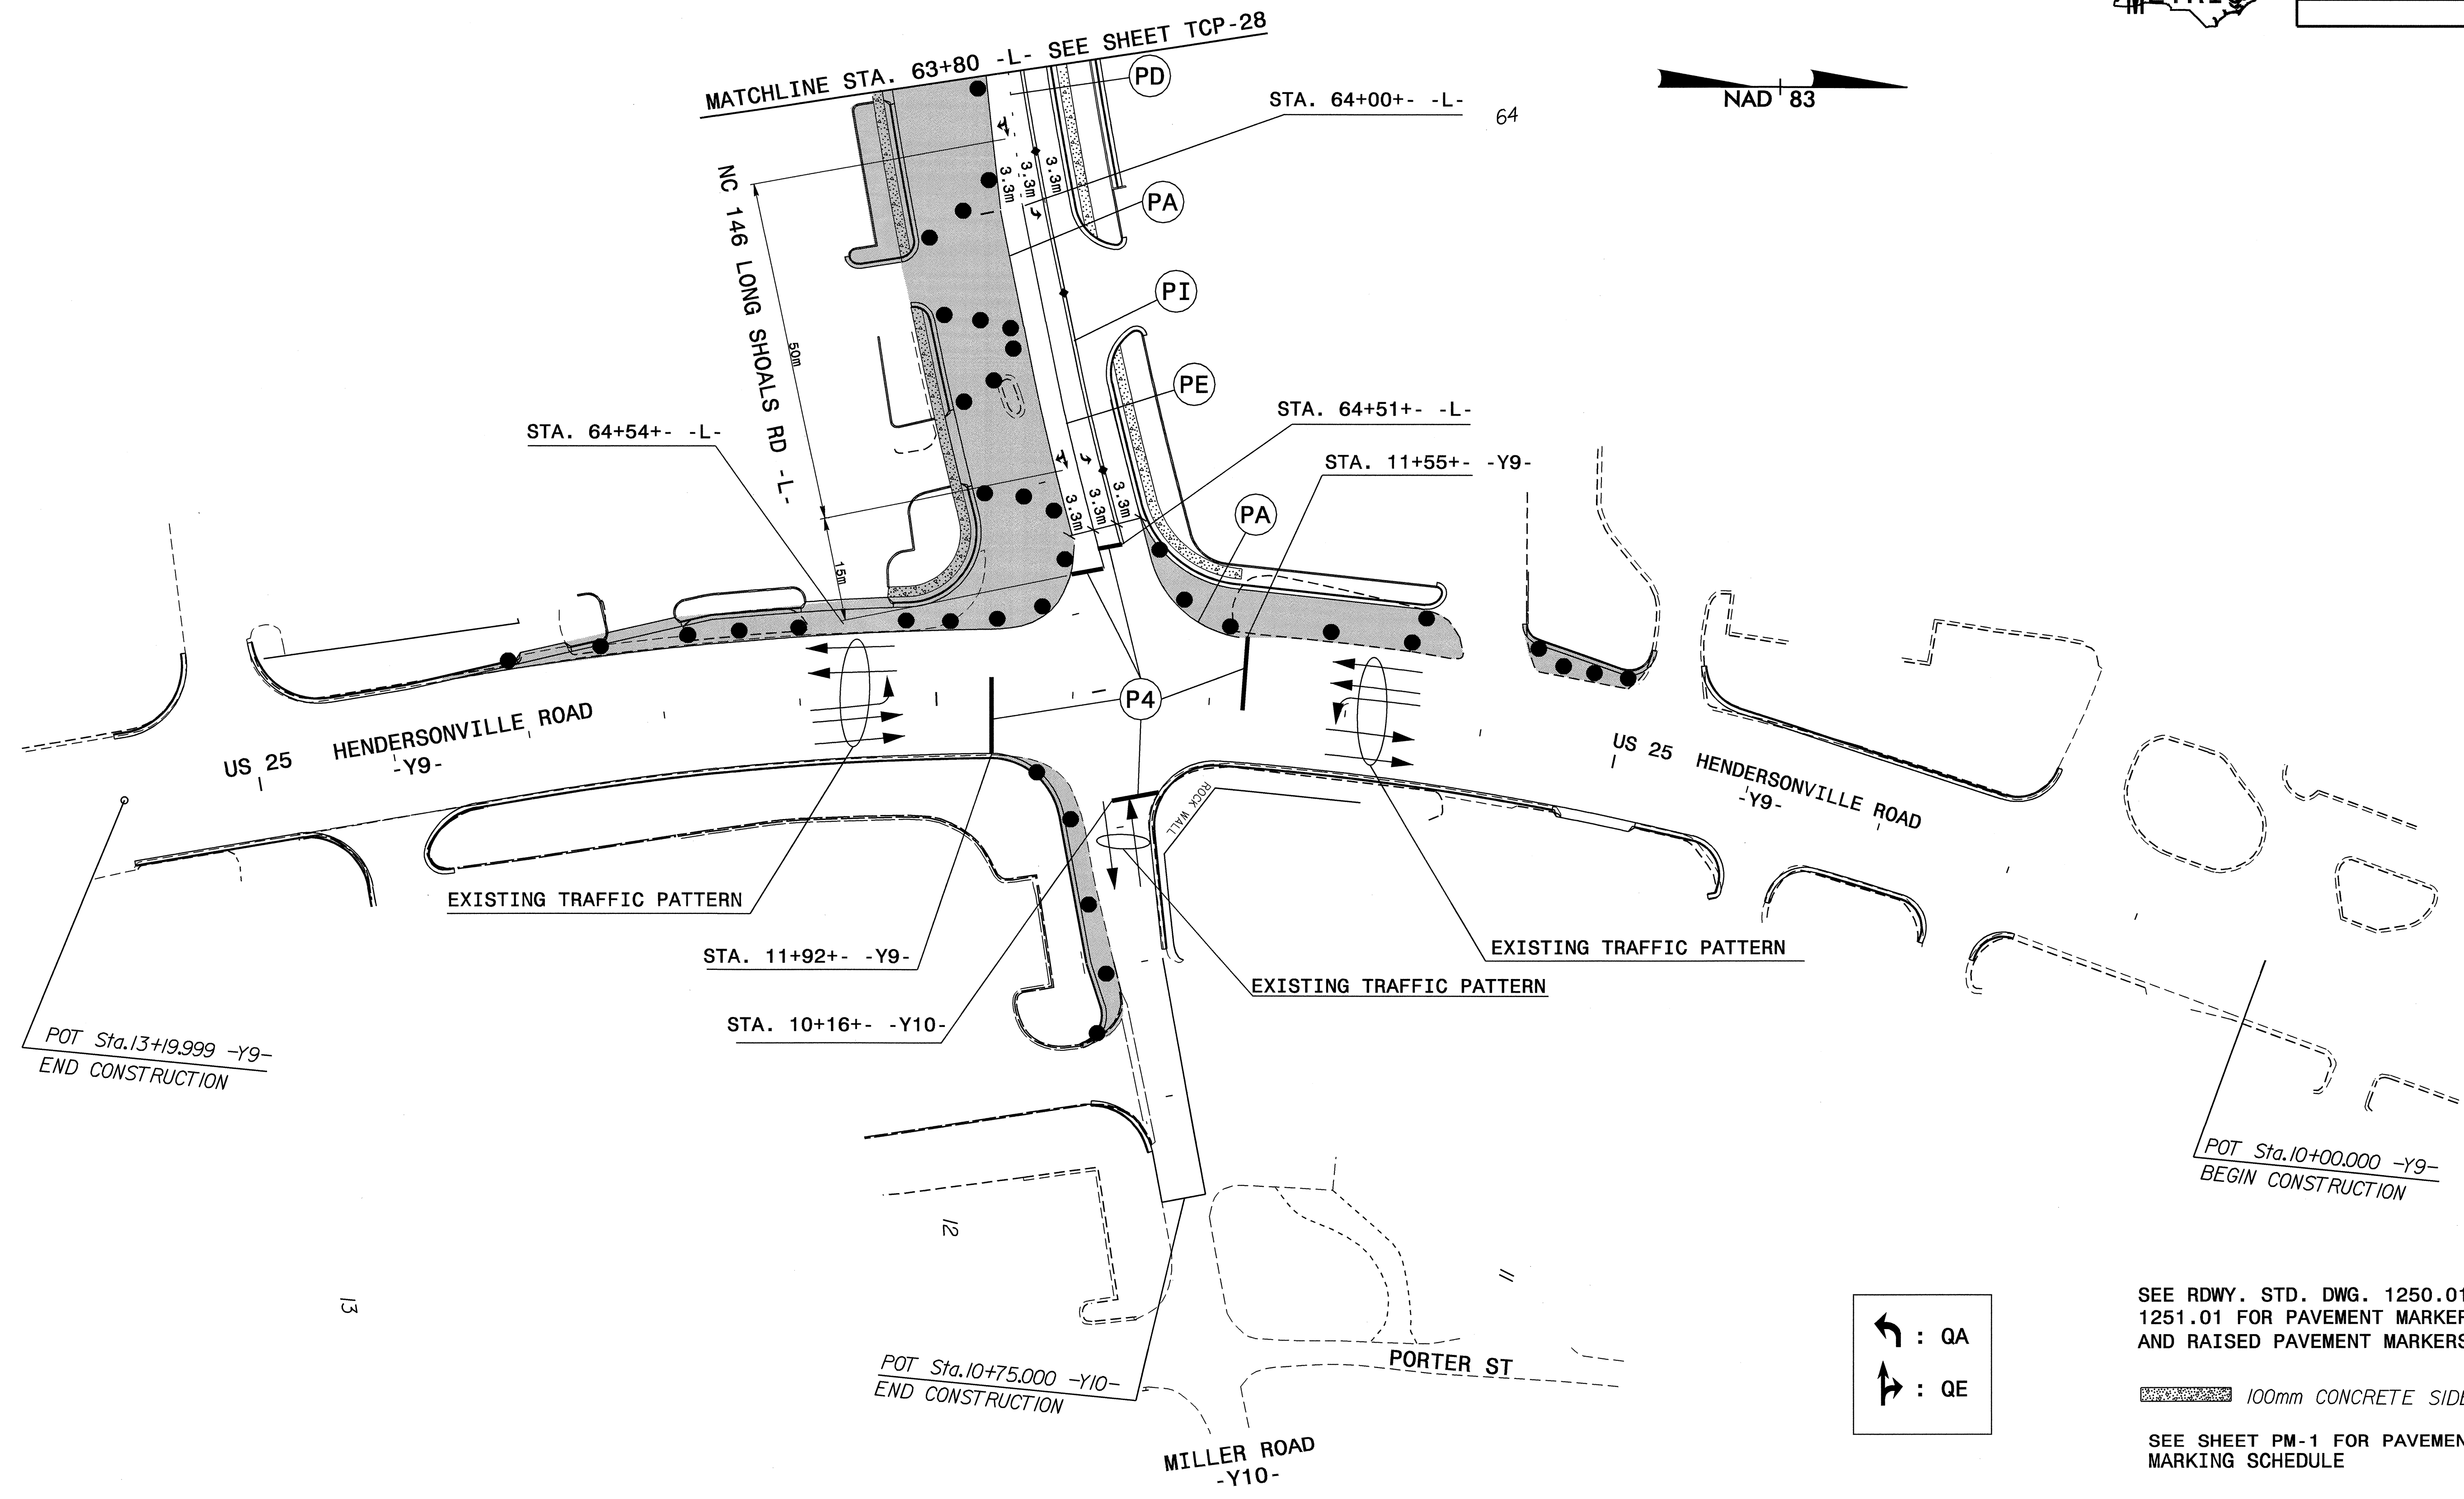 MATCHLINE STA. 63+80 -L- SEE SHEET TCP-28
PD
STA. 64+00+- -L-
64
NAD 83
NC 146 LONG SHOALS RD -L-
3.3m
3.3m
3.3m
PA
50m
PI
PE
STA. 64+54+- -L-
STA. 64+51+- -L-
STA. 11+55+- -Y9-
3.3m
3.3m
3.3m
PA
15m
P4
US 25 HENDERSONVILLE ROAD
-Y9-
US 25 HENDERSONVILLE ROAD
-Y9-
ROCK WALL
EXISTING TRAFFIC PATTERN
STA. 11+92+- -Y9-
EXISTING TRAFFIC PATTERN
EXISTING TRAFFIC PATTERN
STA. 10+16+- -Y10-
POT Sta.13+19.999 -Y9-
END CONSTRUCTION
POT Sta.10+00.000 -Y9-
BEGIN CONSTRUCTION
12
11
13
POT Sta.10+75.000 -Y10-
END CONSTRUCTION
PORTER ST
MILLER ROAD
-Y10-
: QA
: QE
SEE RDWY. STD. DWG. 1250.01
1251.01 FOR PAVEMENT MARKER
AND RAISED PAVEMENT MARKERS
100mm CONCRETE SIDE
SEE SHEET PM-1 FOR PAVEMEN
MARKING SCHEDULE